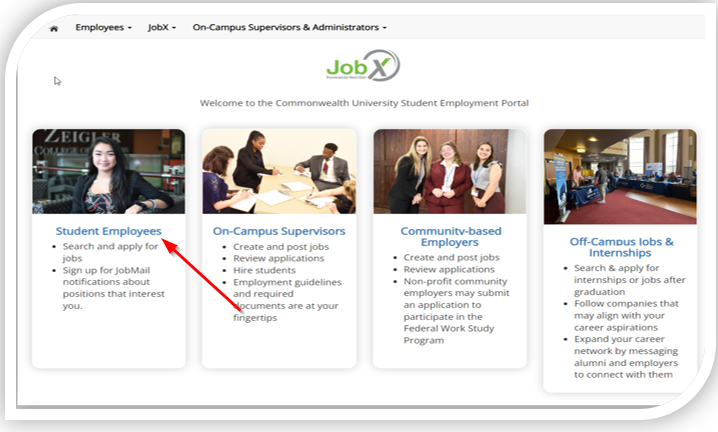 Employees
JobX
On-Campus Supervisors & Administrators
JobX
Welcome to the Commonwealth University Student Employment Portal
ZEIGLER
COLLEGE OF
Student Employees
• Search and apply for
jobs
• Sign up for JobMail
notifications about
positions that interest
you.
On-Campus Supervisors
• Create and post jobs
• Review applications
• Hire students
• Employment guidelines
and required
documents are at your
fingertips
Community-based
Employers
• Create and post jobs
• Review applications
• Non-profit community
employers may submit
an application to
participate in the
Federal Work Study
Program
Off-Campus Jobs &
Internships
• Search & apply for
internships or jobs after
graduation
• Follow companies that
may align with your
career aspirations
• Expand your career
network by messaging
alumni and employers
to connect with them